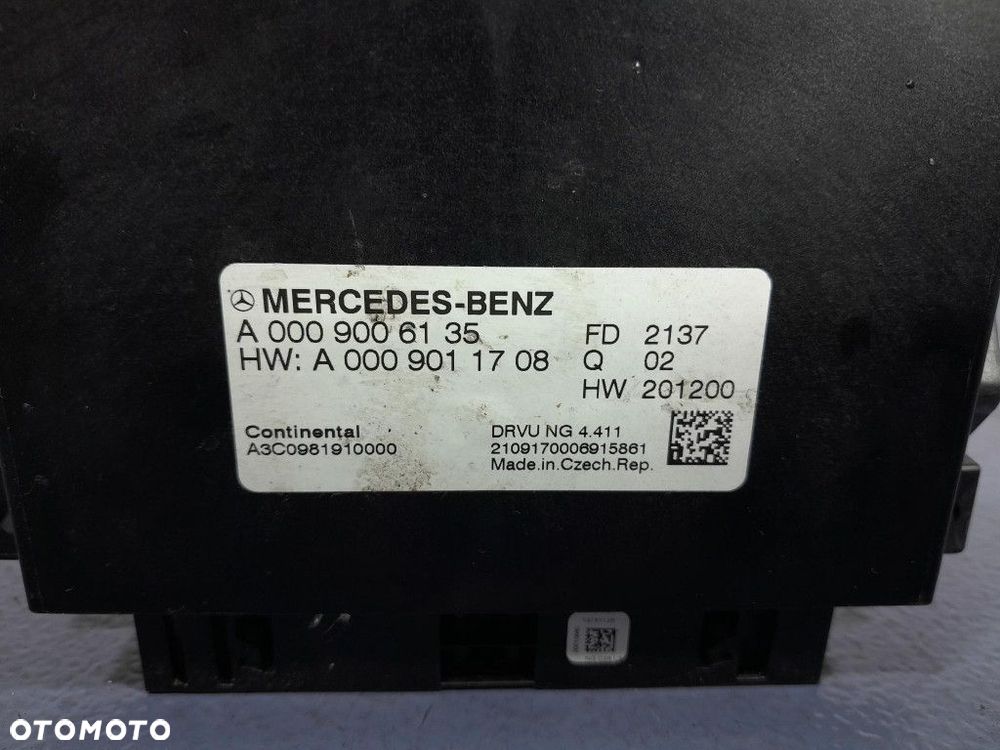 MERCEDES-BENZ
A 000 900 61 35 FD 2137
HW: A 000 901 17 08 Q 02
HW 201200
Continental DRVU NG 4.411
A3C0981910000 2109170006915861
Made.in.Czech.Rep.
OTOMOTO